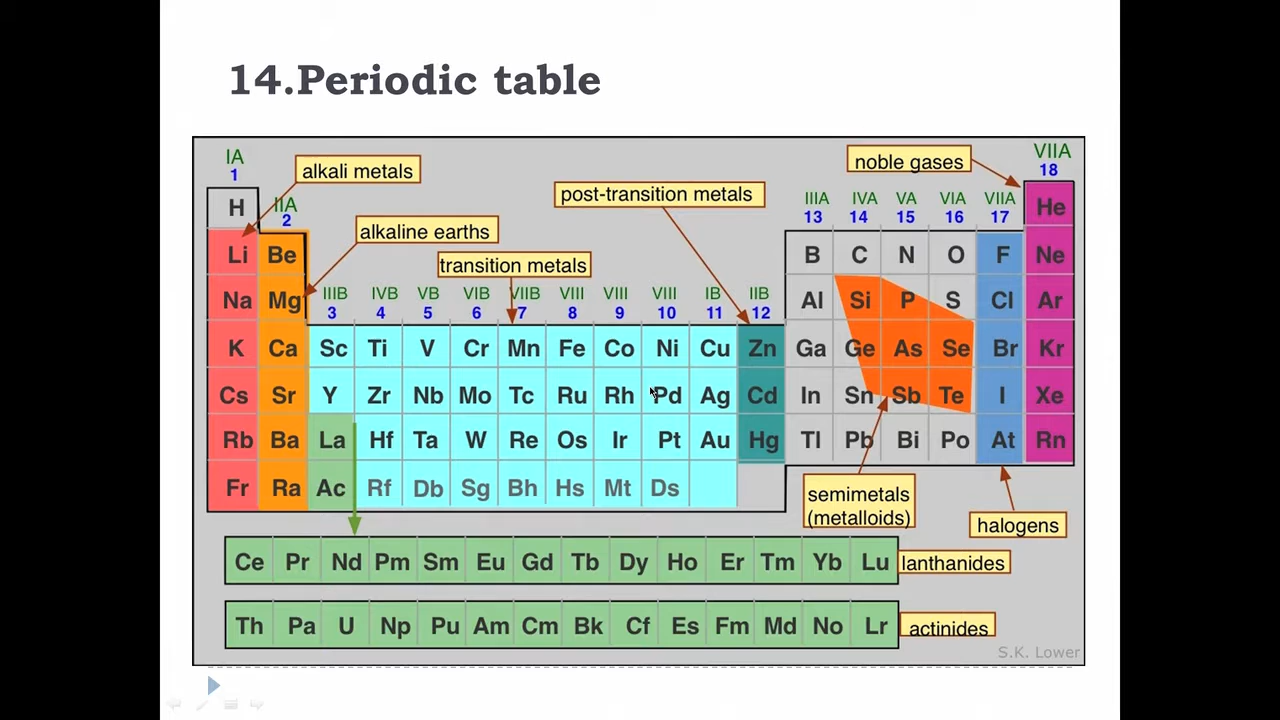 14.Periodic table
IA
1
alkali metals
noble gases
VIIA
18
post-transition metals
H
IIA
2
IIIA IVA VA VIA VIIA
13 14 15 16 17
He
alkaline earths
Li Be
B C N O F Ne
transition metals
Na Mg
IIIB IVB VB VIB VIIB VIII VIII VIII IB IIB
3 4 5 6 7 8 9 10 11 12
Al Si P S Cl Ar
K Ca Sc Ti V Cr Mn Fe Co Ni Cu Zn Ga Ge As Se Br Kr
Cs Sr Y Zr Nb Mo Tc Ru Rh Pd Ag Cd In Sn Sb Te I Xe
Rb Ba La Hf Ta W Re Os Ir Pt Au Hg Tl Pb Bi Po At Rn
Fr Ra Ac Rf Db Sg Bh Hs Mt Ds
semimetals
(metalloids)
halogens
Ce Pr Nd Pm Sm Eu Gd Tb Dy Ho Er Tm Yb Lu lanthanides
Th Pa U Np Pu Am Cm Bk Cf Es Fm Md No Lr actinides
S.K. Lower